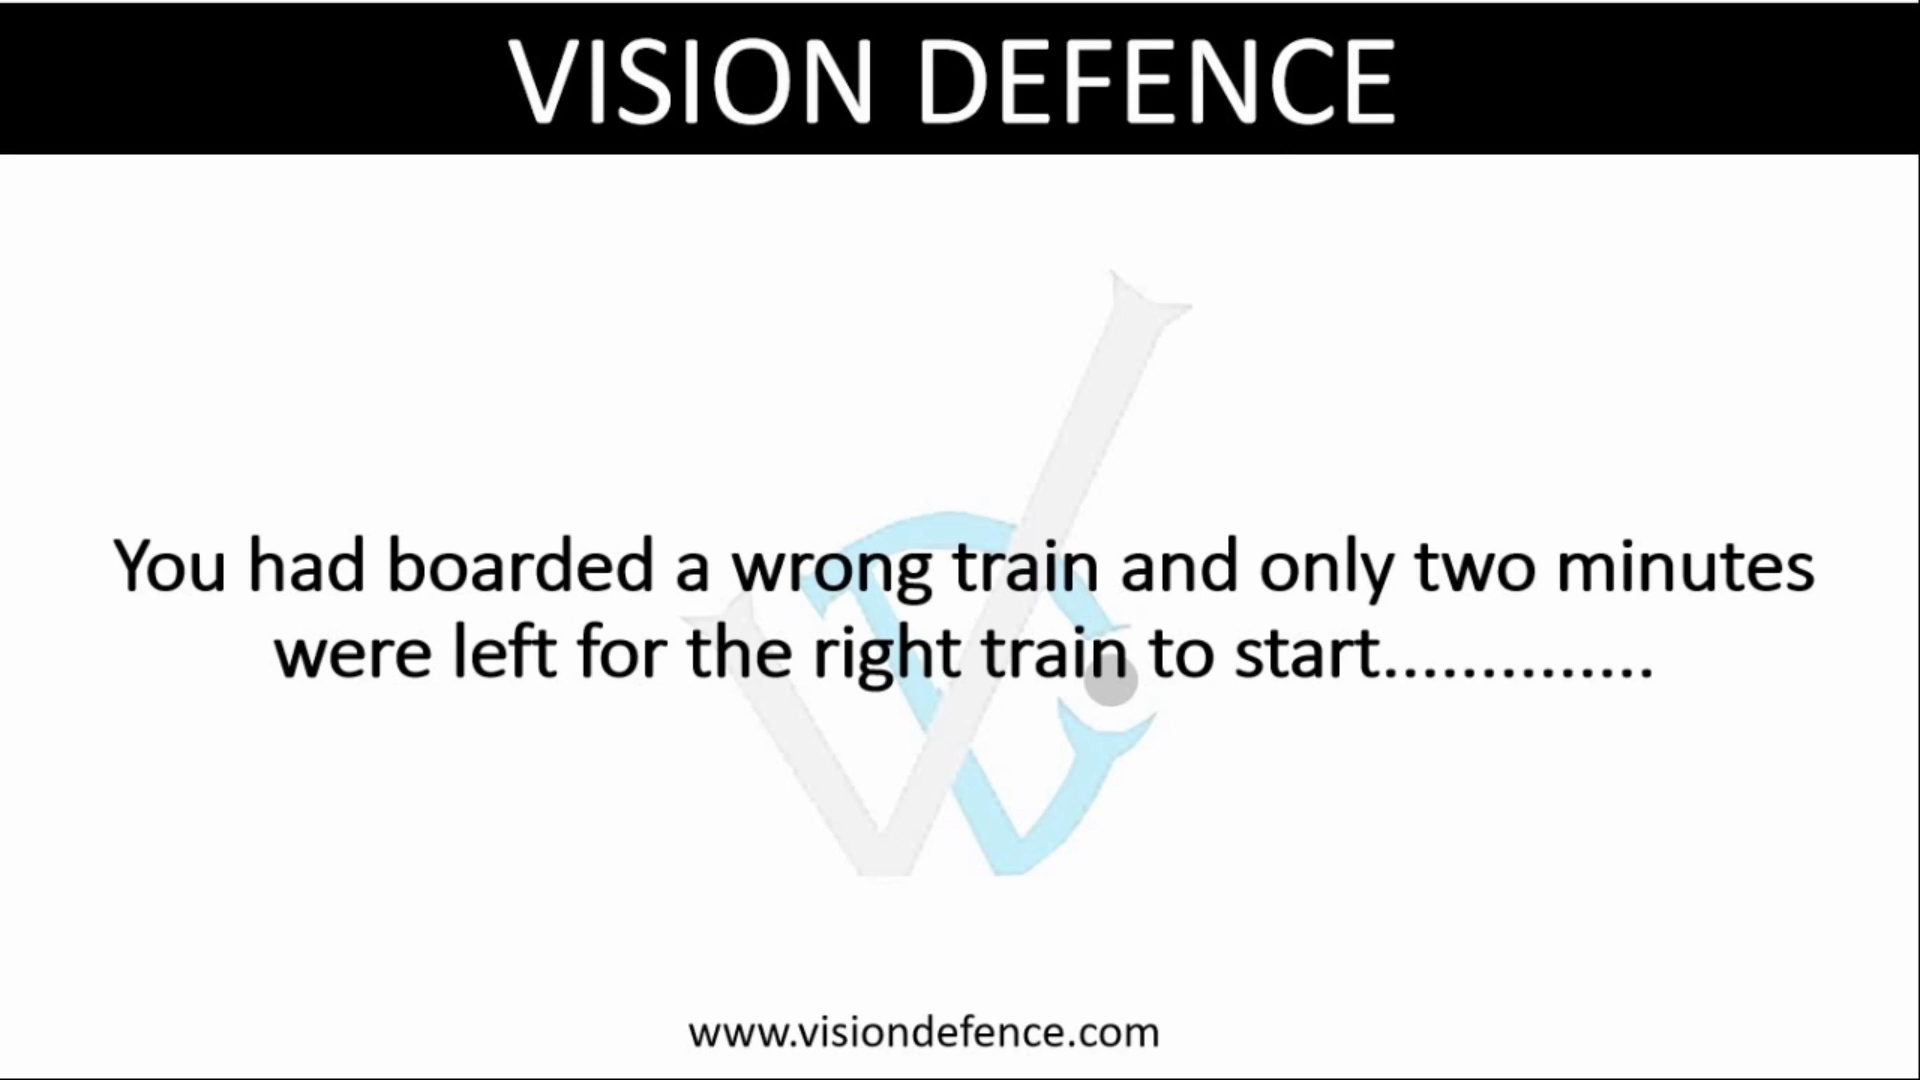 VISION DEFENCE
You had boarded a wrong train and only two minutes
were left for the right train to start..............
www.visiondefence.com